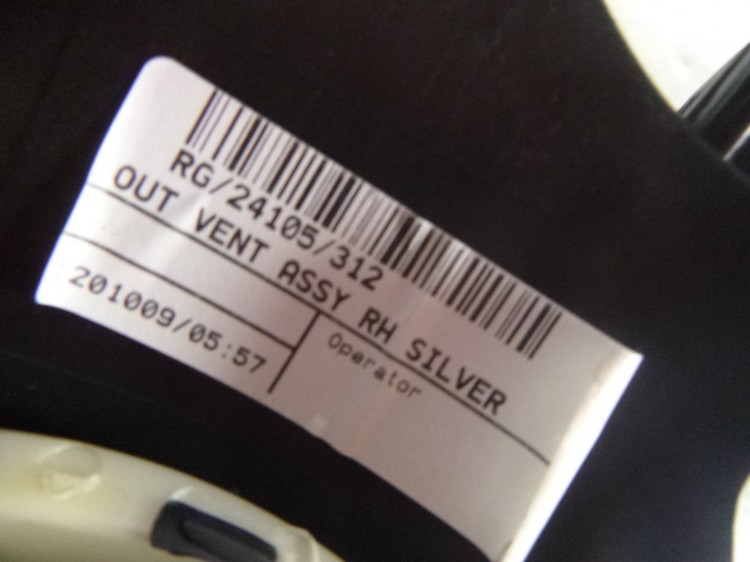 RG/24105/312
OUT VENT ASSY RH SILVER
201009/05:57
Operator